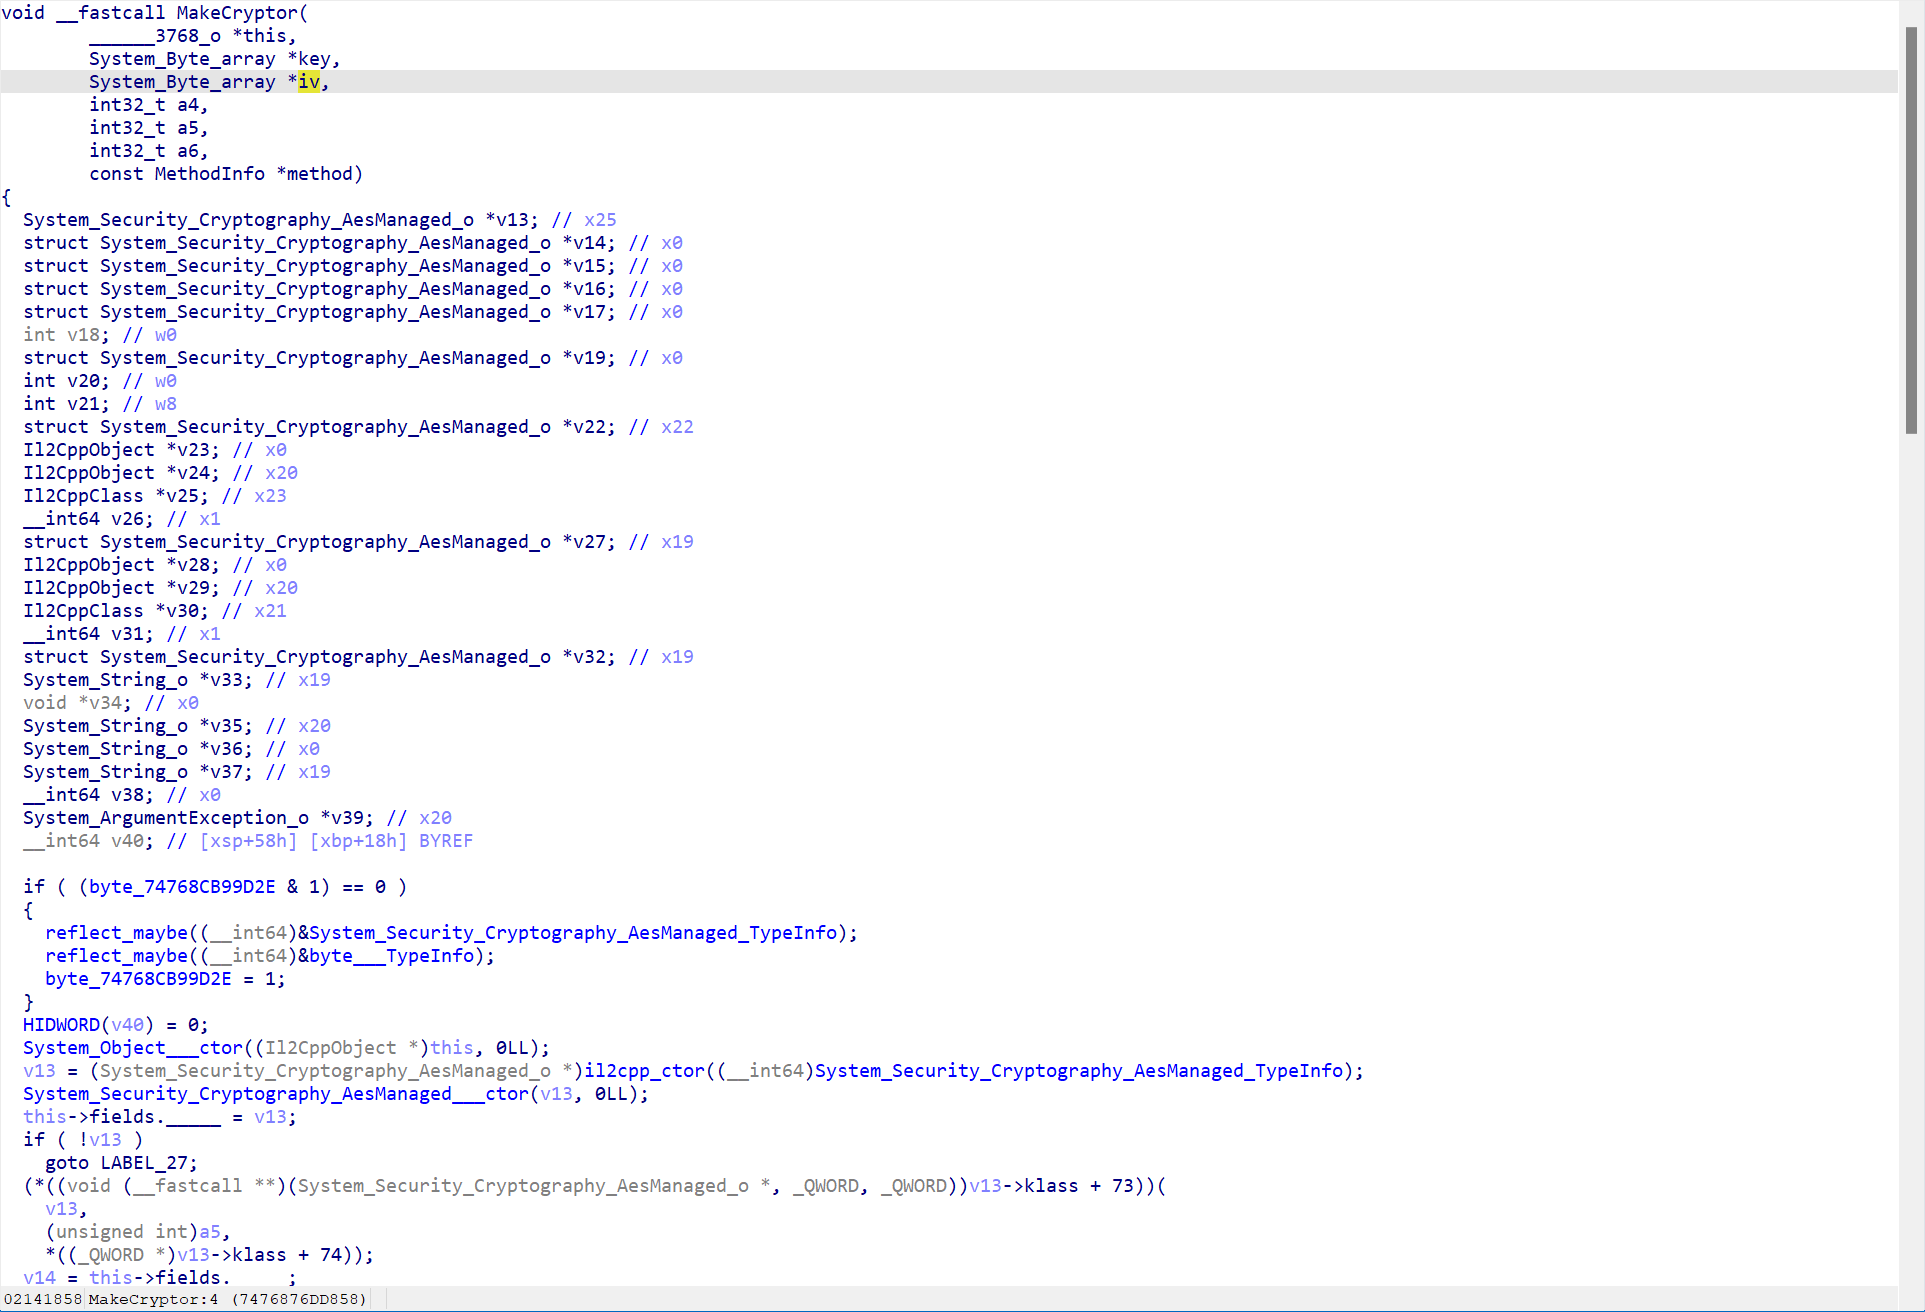 void __fastcall MakeCryptor(
        ______3768_o *this,
        System_Byte_array *key,
        System_Byte_array *iv,
        int32_t a4,
        int32_t a5,
        int32_t a6,
        const MethodInfo *method)
{
  System_Security_Cryptography_AesManaged_o *v13; // x25
  struct System_Security_Cryptography_AesManaged_o *v14; // x0
  struct System_Security_Cryptography_AesManaged_o *v15; // x0
  struct System_Security_Cryptography_AesManaged_o *v16; // x0
  struct System_Security_Cryptography_AesManaged_o *v17; // x0
  int v18; // w0
  struct System_Security_Cryptography_AesManaged_o *v19; // x0
  int v20; // w0
  int v21; // w8
  struct System_Security_Cryptography_AesManaged_o *v22; // x22
  Il2CppObject *v23; // x0
  Il2CppObject *v24; // x20
  Il2CppClass *v25; // x23
  __int64 v26; // x1
  struct System_Security_Cryptography_AesManaged_o *v27; // x19
  Il2CppObject *v28; // x0
  Il2CppObject *v29; // x20
  Il2CppClass *v30; // x21
  __int64 v31; // x1
  struct System_Security_Cryptography_AesManaged_o *v32; // x19
  System_String_o *v33; // x19
  void *v34; // x0
  System_String_o *v35; // x20
  System_String_o *v36; // x0
  System_String_o *v37; // x19
  __int64 v38; // x0
  System_ArgumentException_o *v39; // x20
  __int64 v40; // [xsp+58h] [xbp+18h] BYREF

  if ( (byte_74768CB99D2E & 1) == 0 )
  {
    reflect_maybe((__int64)&System_Security_Cryptography_AesManaged_TypeInfo);
    reflect_maybe((__int64)&byte___TypeInfo);
    byte_74768CB99D2E = 1;
  }
  HIDWORD(v40) = 0;
  System_Object___ctor((Il2CppObject *)this, 0LL);
  v13 = (System_Security_Cryptography_AesManaged_o *)il2cpp_ctor((__int64)System_Security_Cryptography_AesManaged_TypeInfo);
  System_Security_Cryptography_AesManaged___ctor(v13, 0LL);
  this->fields._____ = v13;
  if ( !v13 )
    goto LABEL_27;
  (*((void (__fastcall **)(System_Security_Cryptography_AesManaged_o *, _QWORD, _QWORD))v13->klass + 73))(
    v13,
    (unsigned int)a5,
    *((_QWORD *)v13->klass + 74));
  v14 = this->fields._____;
02141858 MakeCryptor:4 (7476876DD858)